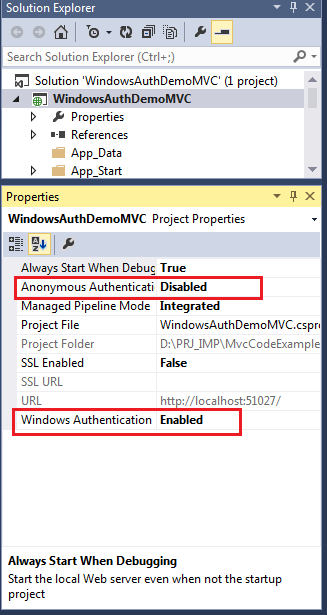 Solution Explorer
Search Solution Explorer (Ctrl+;)
Solution 'WindowsAuthDemoMVC' (1 project)
WindowsAuthDemoMVC
Properties
References
App_Data
App_Start
Properties
WindowsAuthDemoMVC Project Properties
Always Start When Debug True
Anonymous Authenticati Disabled
Managed Pipeline Mode Integrated
Project File WindowsAuthDemoMVC.cspro
Project Folder D:\PRJ_IMP\MvcCodeExample
SSL Enabled False
SSL URL
URL http://localhost:51027/
Windows Authentication Enabled
Always Start When Debugging
Start the local Web server even when not the startup
project